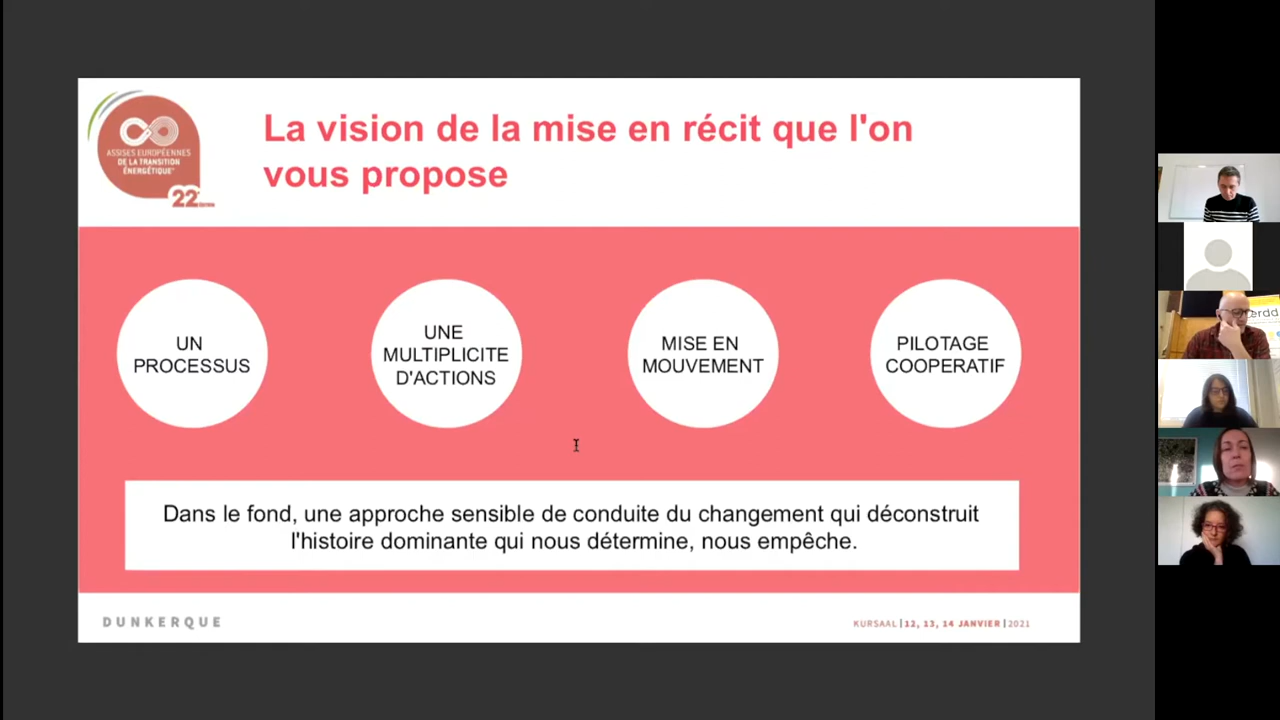 La vision de la mise en récit que l'on
vous propose
ASSISES EUROPÉENNES
DE LA TRANSITION
ÉNERGÉTIQUE
22
UN
PROCESSUS
UNE
MULTIPLICITE
D'ACTIONS
MISE EN
MOUVEMENT
PILOTAGE
COOPERATIF
Dans le fond, une approche sensible de conduite du changement qui déconstruit
l'histoire dominante qui nous détermine, nous empêche.
DUNKERQUE
KURSAAL | 12, 13, 14 JANVIER | 2021
cerdd